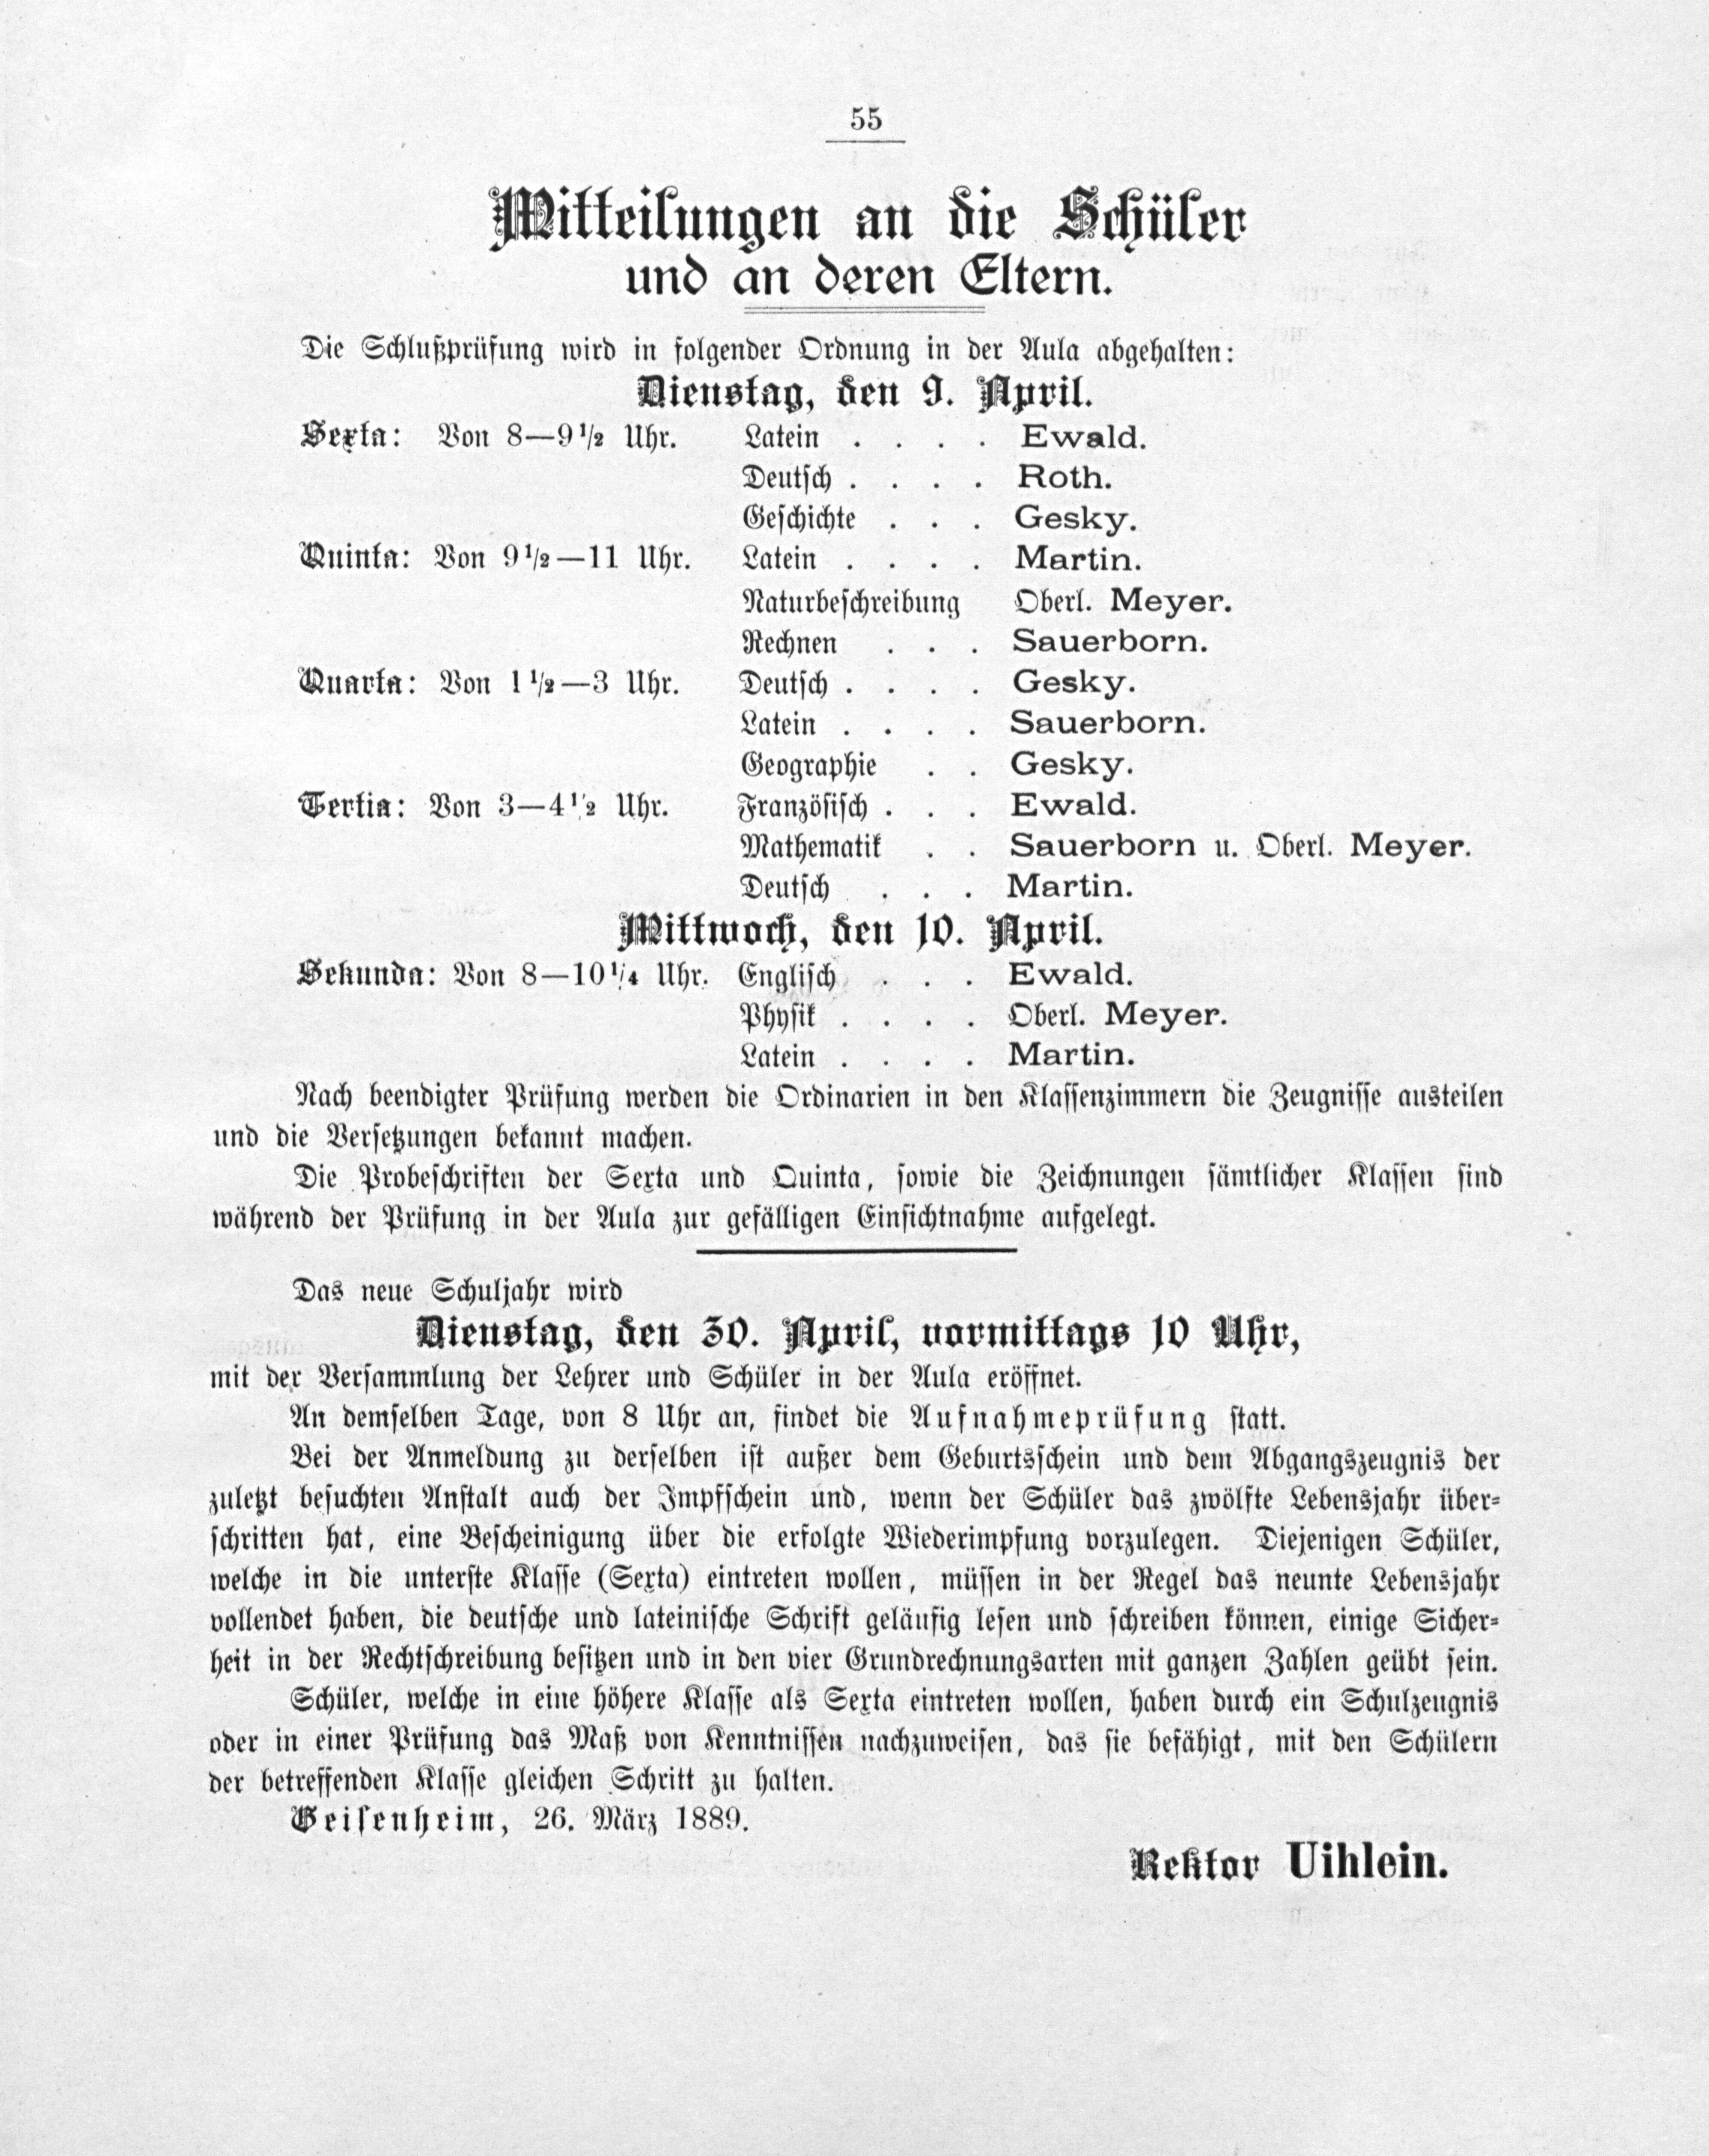 55
Mitteilungen an die Schüler
und an deren Eltern.
Die Schlußprüfung wird in folgender Ordnung in der Aula abgehalten:
Dienstag, den 9. April.
Sexta: Von 8—9 1/2 Uhr. Latein . . . . Ewald.
Deutsch . . . . Roth.
Geschichte . . . Gesky.
Quinta: Von 9 1/2—11 Uhr. Latein . . . . Martin.
Naturbeschreibung Oberl. Meyer.
Rechnen . . . Sauerborn.
Quarta: Von 1 1/2—3 Uhr. Deutsch . . . . Gesky.
Latein . . . . Sauerborn.
Geographie . . Gesky.
Tertia: Von 3—4 1/2 Uhr. Französisch . . . Ewald.
Mathematik . . Sauerborn u. Oberl. Meyer.
Deutsch . . . Martin.
Mittwoch, den 10. April.
Sekunda: Von 8—10 1/4 Uhr. Englisch . . . Ewald.
Physik . . . . Oberl. Meyer.
Latein . . . . Martin.
Nach beendigter Prüfung werden die Ordinarien in den Klassenzimmern die Zeugnisse austeilen
und die Versetzungen bekannt machen.
Die Probeschriften der Sexta und Quinta, sowie die Zeichnungen sämtlicher Klassen sind
während der Prüfung in der Aula zur gefälligen Einsichtnahme aufgelegt.
Das neue Schuljahr wird
Dienstag, den 30. April, vormittags 10 Uhr,
mit der Versammlung der Lehrer und Schüler in der Aula eröffnet.
An demselben Tage, von 8 Uhr an, findet die Aufnahmeprüfung statt.
Bei der Anmeldung zu derselben ist außer dem Geburtsschein und dem Abgangszeugnis der
zuletzt besuchten Anstalt auch der Impfschein und, wenn der Schüler das zwölfte Lebensjahr über-
schritten hat, eine Bescheinigung über die erfolgte Wiederimpfung vorzulegen. Diejenigen Schüler,
welche in die unterste Klasse (Sexta) eintreten wollen, müssen in der Regel das neunte Lebensjahr
vollendet haben, die deutsche und lateinische Schrift geläufig lesen und schreiben können, einige Sicher-
heit in der Rechtschreibung besitzen und in den vier Grundrechnungsarten mit ganzen Zahlen geübt sein.
Schüler, welche in eine höhere Klasse als Sexta eintreten wollen, haben durch ein Schulzeugnis
oder in einer Prüfung das Maß von Kenntnissen nachzuweisen, das sie befähigt, mit den Schülern
der betreffenden Klasse gleichen Schritt zu halten.
Geisenheim, 26. März 1889.
Rektor Uihlein.